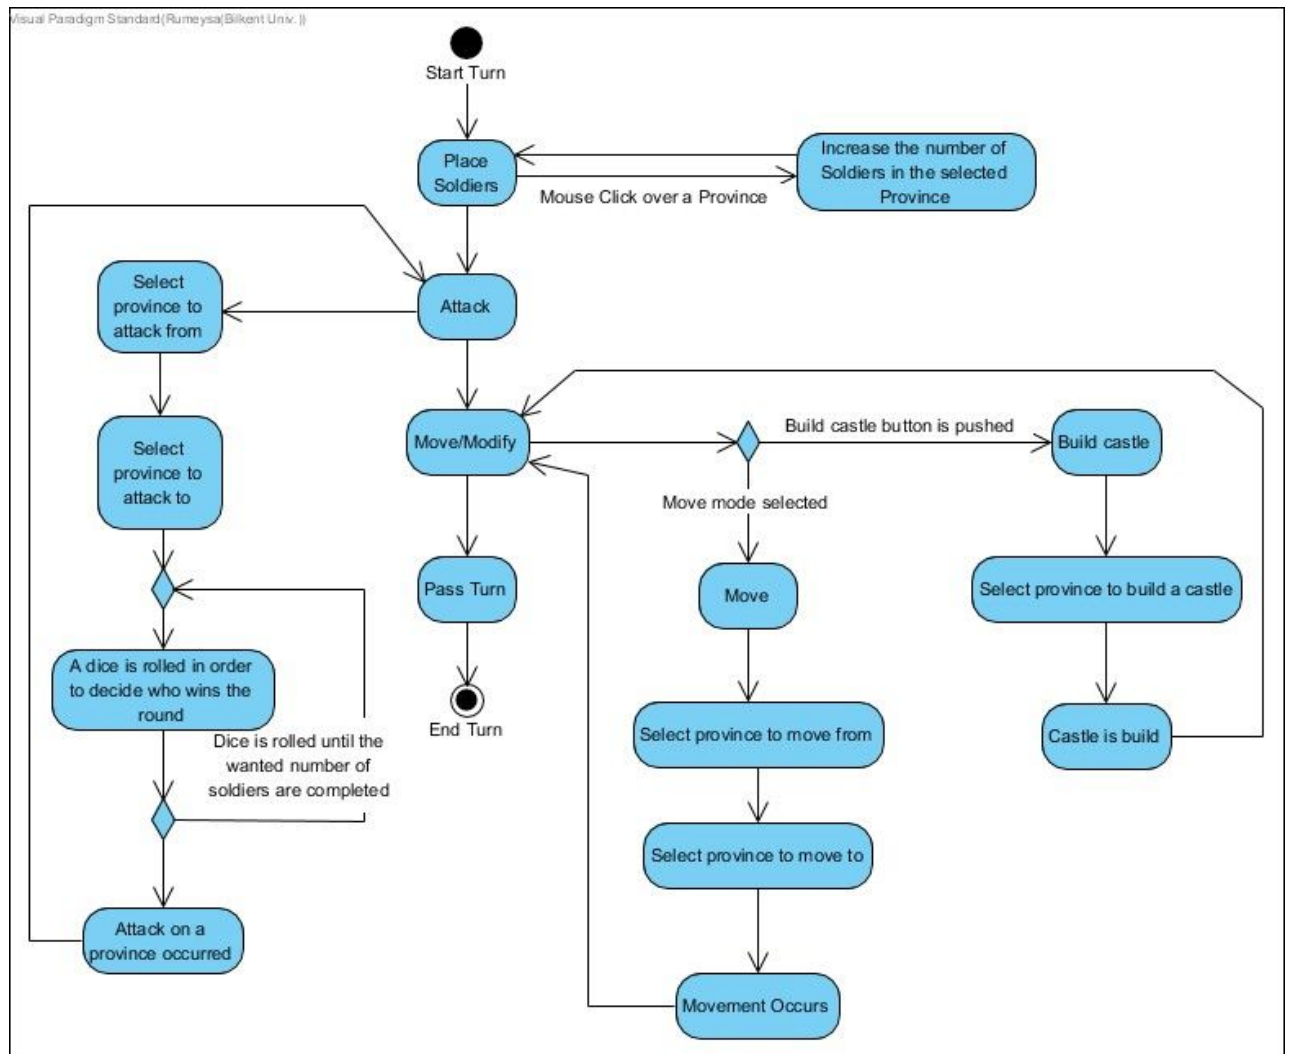 Visual Paradigm Standard(Rumeysa(Bilkent Univ.))
Start Turn
Place
Soldiers
Mouse Click over a Province
Increase the number of
Soldiers in the selected
Province
Attack
Select
province to
attack from
Select
province to
attack to
A dice is rolled in order
to decide who wins the
round
Dice is rolled until the
wanted number of
soldiers are completed
Attack on a
province occurred
Move/Modify
Pass Turn
End Turn
Build castle button is pushed
Move mode selected
Move
Select province to move from
Select province to move to
Movement Occurs
Build castle
Select province to build a castle
Castle is build